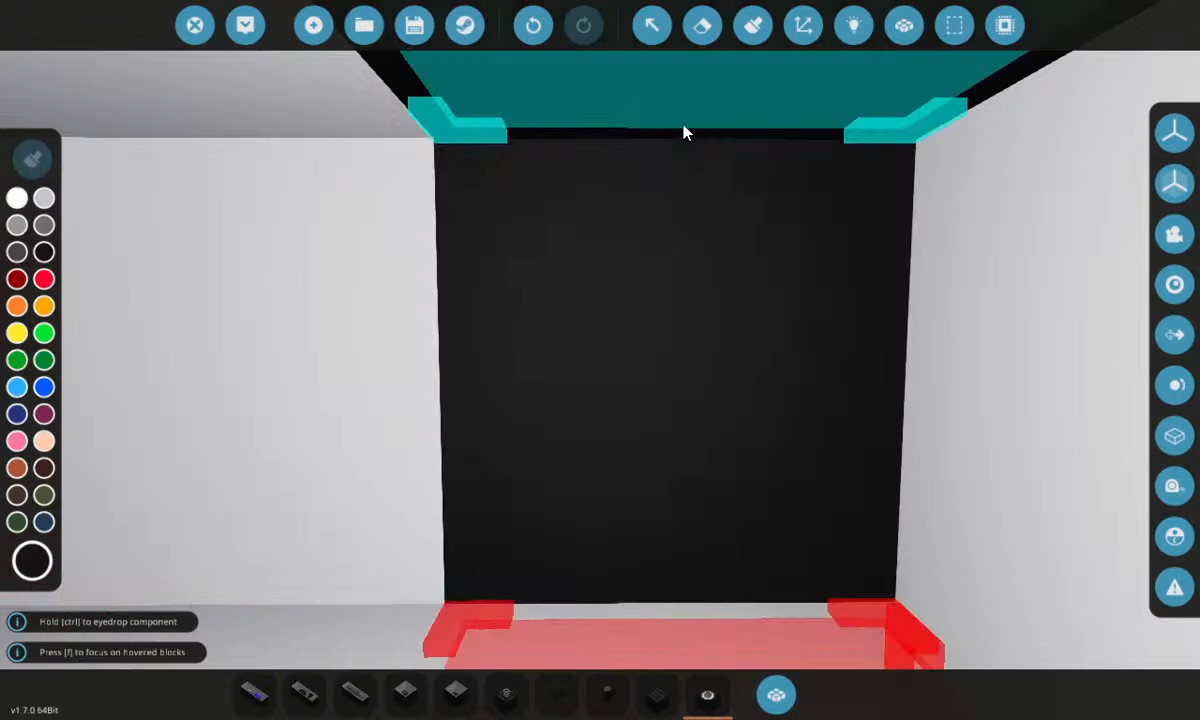 Hold [ctrl] to eyedrop component
Press [f] to focus on hovered blocks
v1.7.0 64Bit